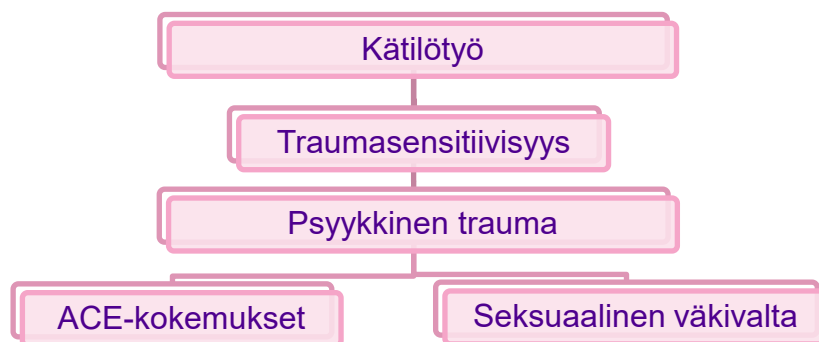 Kätilötyö
Traumasensitiivisyys
Psyykkinen trauma
ACE-kokemukset
Seksuaalinen väkivalta